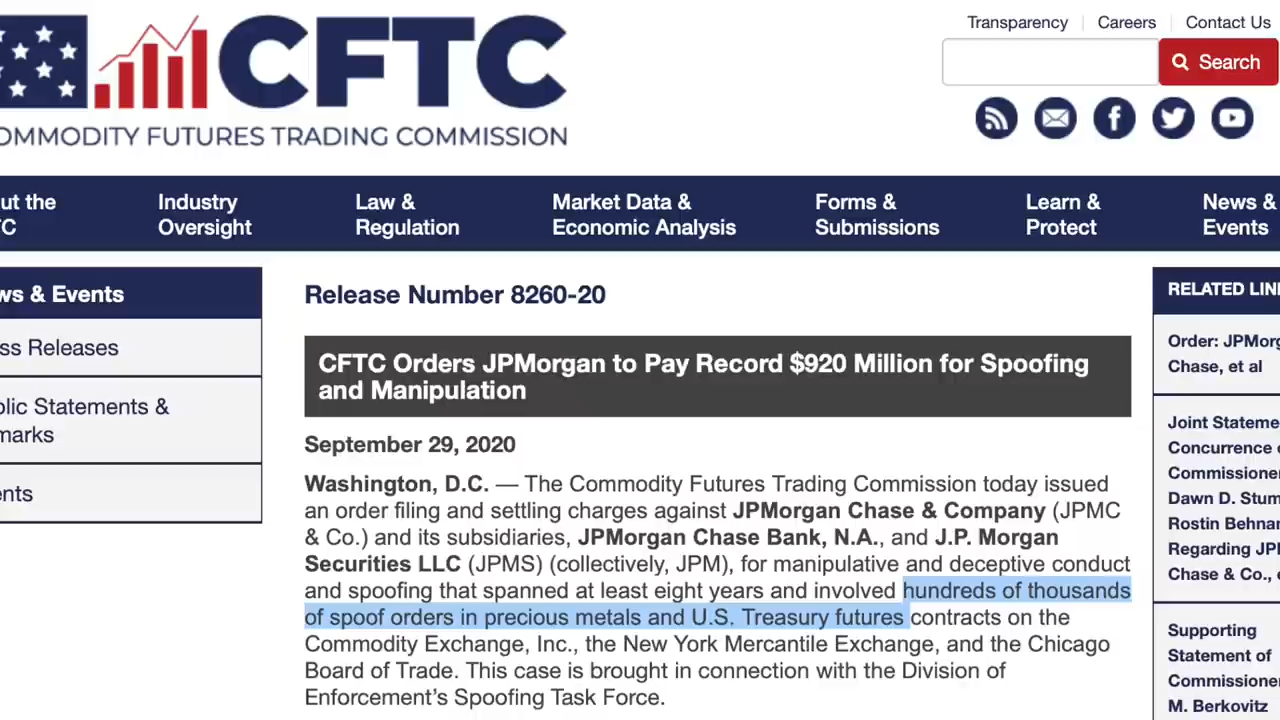 Transparency
Careers
Contact Us
CFTC
Search
OMMODITY FUTURES TRADING COMMISSION
ut the
Industry
Law &
Market Data &
Forms &
Learn &
News &
TC
Oversight
Regulation
Economic Analysis
Submissions
Protect
Events
ws & Events
ss Releases
blic Statements &
marks
ents
Release Number 8260-20
CFTC Orders JPMorgan to Pay Record $920 Million for Spoofing
and Manipulation
September 29, 2020
Washington, D.C. — The Commodity Futures Trading Commission today issued
an order filing and settling charges against JPMorgan Chase & Company (JPMC
& Co.) and its subsidiaries, JPMorgan Chase Bank, N.A., and J.P. Morgan
Securities LLC (JPMS) (collectively, JPM), for manipulative and deceptive conduct
and spoofing that spanned at least eight years and involved hundreds of thousands
of spoof orders in precious metals and U.S. Treasury futures contracts on the
Commodity Exchange, Inc., the New York Mercantile Exchange, and the Chicago
Board of Trade. This case is brought in connection with the Division of
Enforcement's Spoofing Task Force.
RELATED LIN
Order: JPMorg
Chase, et al
Joint Stateme
Concurrence o
Commissioner
Dawn D. Stum
Rostin Behnam
Regarding JPM
Chase & Co., e
Supporting
Statement of
Commissioner
M. Berkovitz